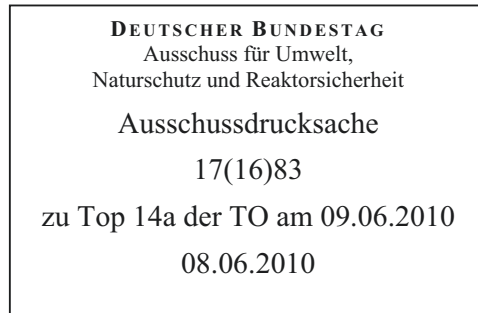 DEUTSCHER BUNDESTAG
Ausschuss für Umwelt,
Naturschutz und Reaktorsicherheit
Ausschussdrucksache
17(16)83
zu Top 14a der TO am 09.06.2010
08.06.2010